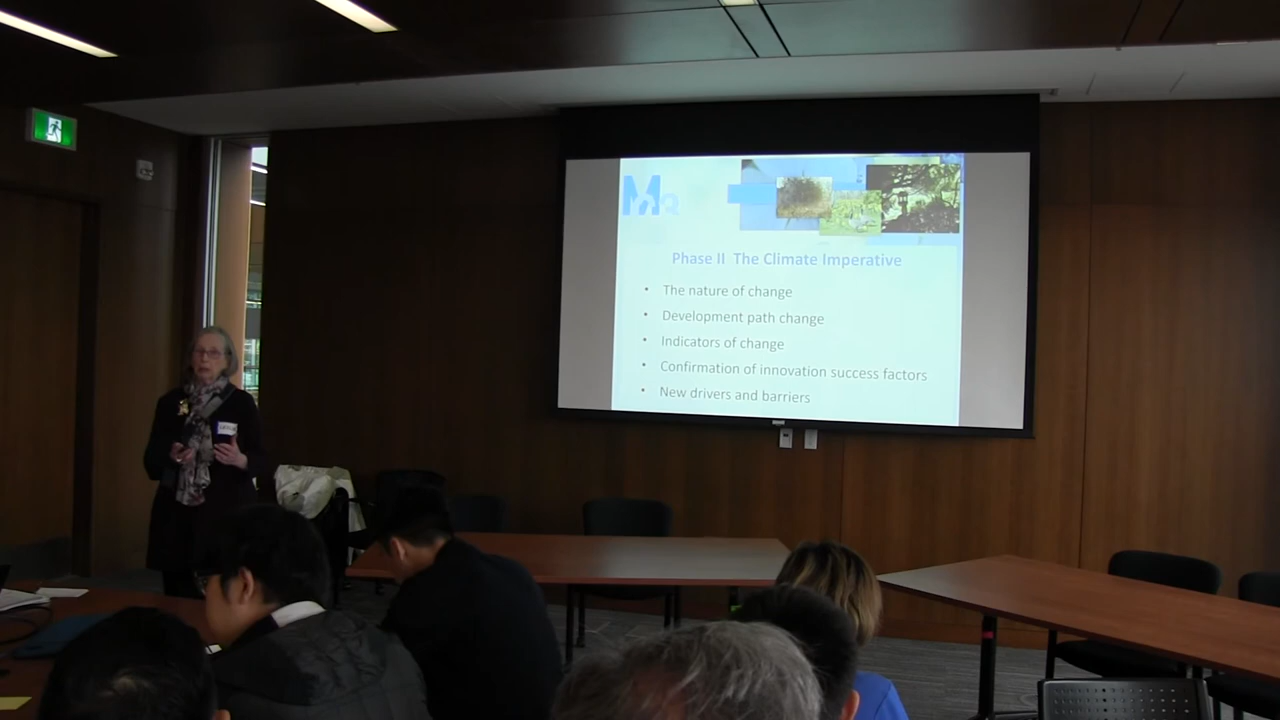 Phase II The Climate Imperative
• The nature of change
• Development path change
• Indicators of change
• Confirmation of innovation success factors
• New drivers and barriers